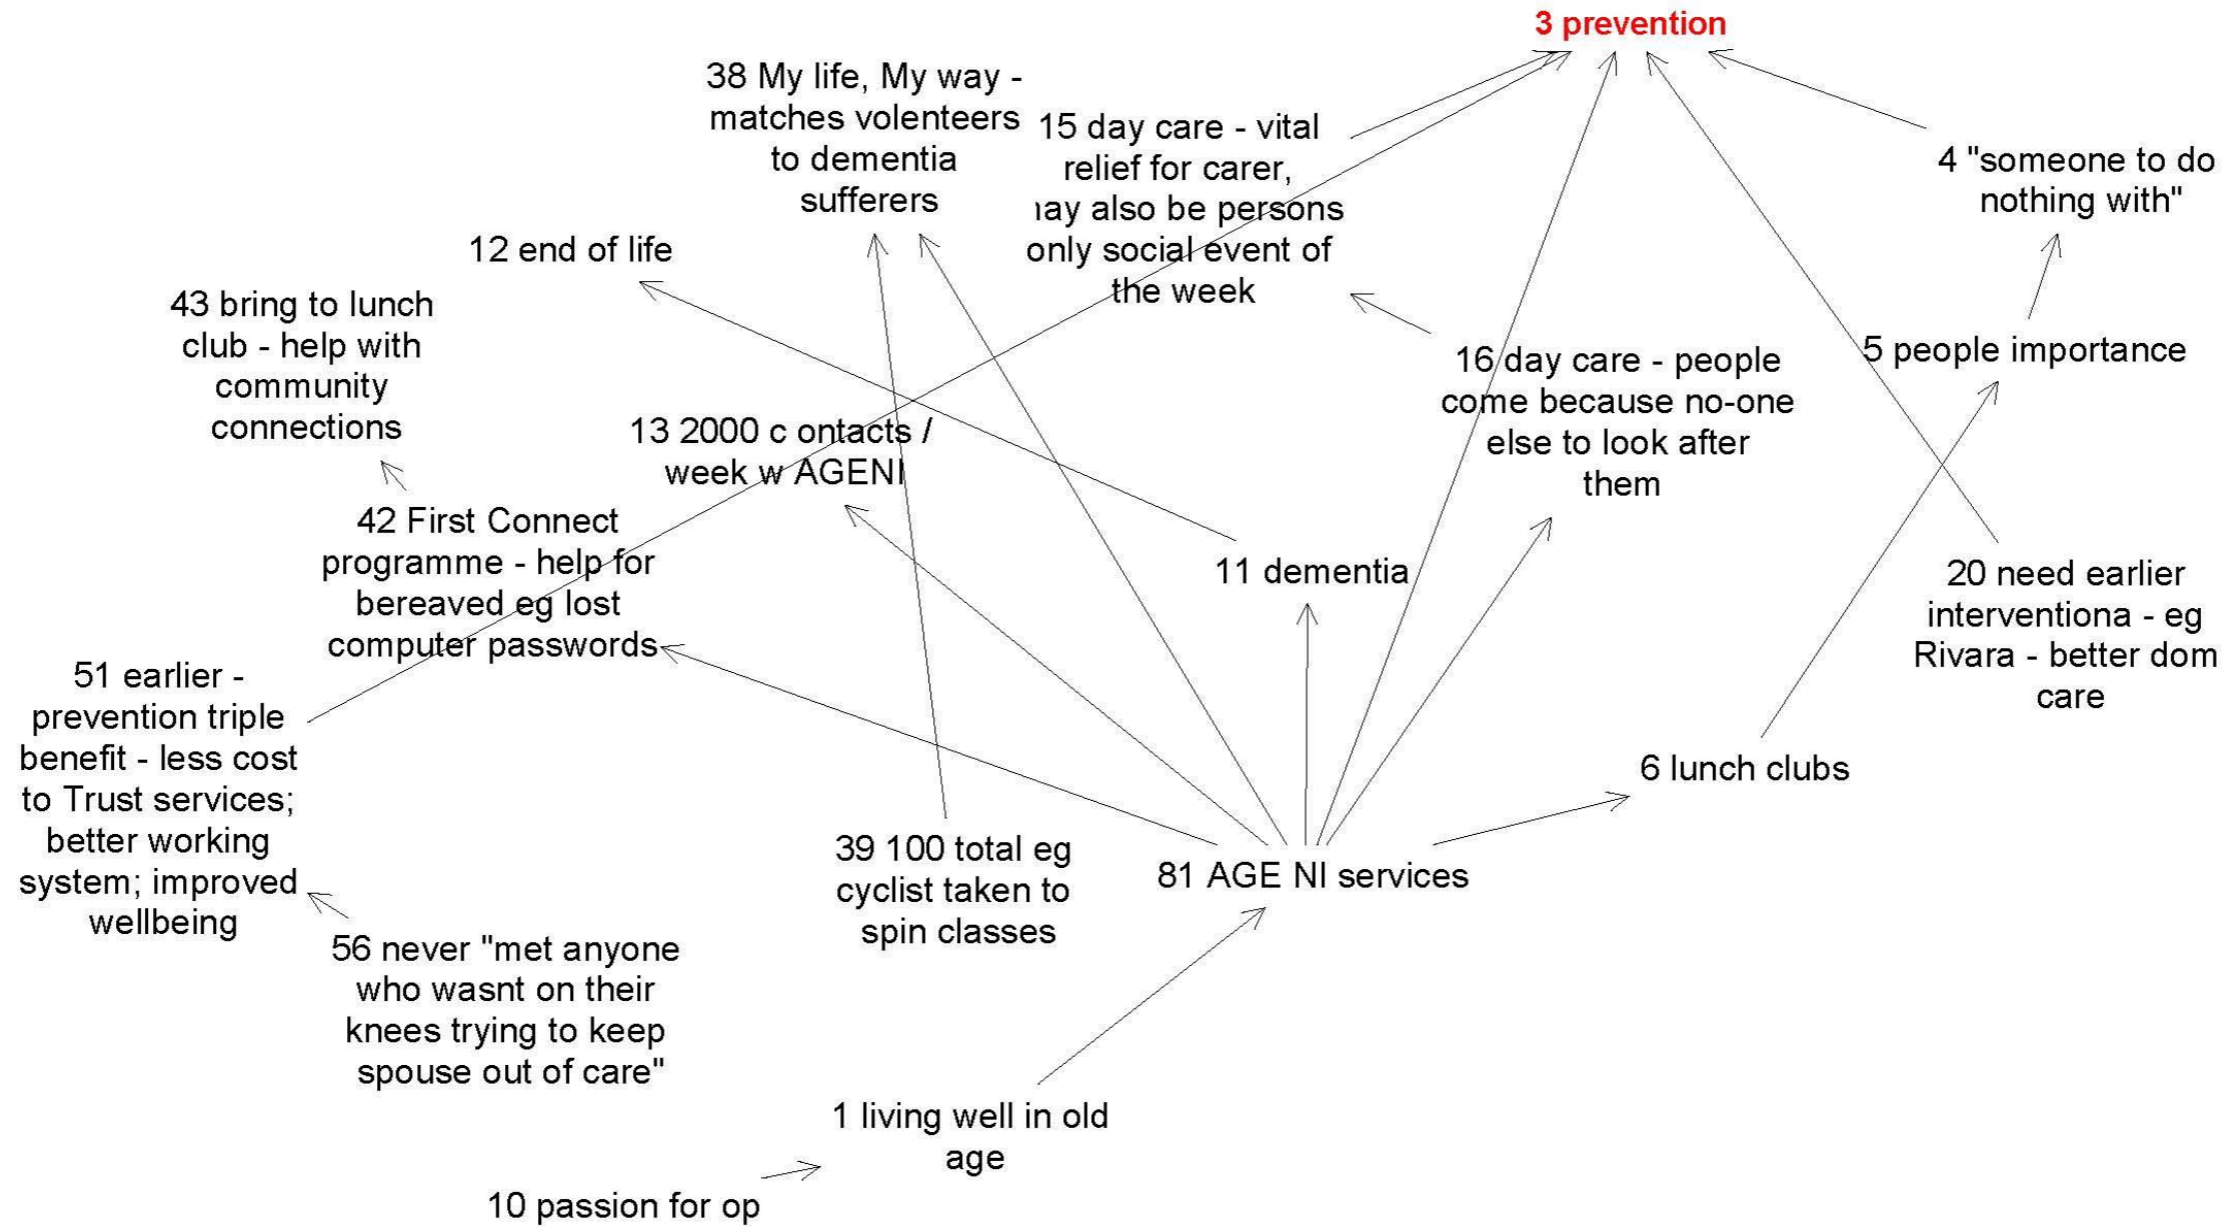 3 prevention
38 My life, My way -
matches volenteers
to dementia
sufferers
15 day care - vital
relief for carer,
ay also be persons
only social event of
the week
4 "someone to do
nothing with"
12 end of life
43 bring to lunch
club - help with
community
connections
13 2000 c ontacts /
week w AGENI
16 day care - people
come because no-one
else to look after
them
5 people importance
42 First Connect
programme - help for
bereaved eg lost
computer passwords
11 dementia
20 need earlier
interventiona - eg
Rivara - better dom
care
51 earlier -
prevention triple
benefit - less cost
to Trust services;
better working
system; improved
wellbeing
6 lunch clubs
39 100 total eg
cyclist taken to
spin classes
81 AGE NI services
56 never "met anyone
who wasnt on their
knees trying to keep
spouse out of care"
1 living well in old
age
10 passion for op